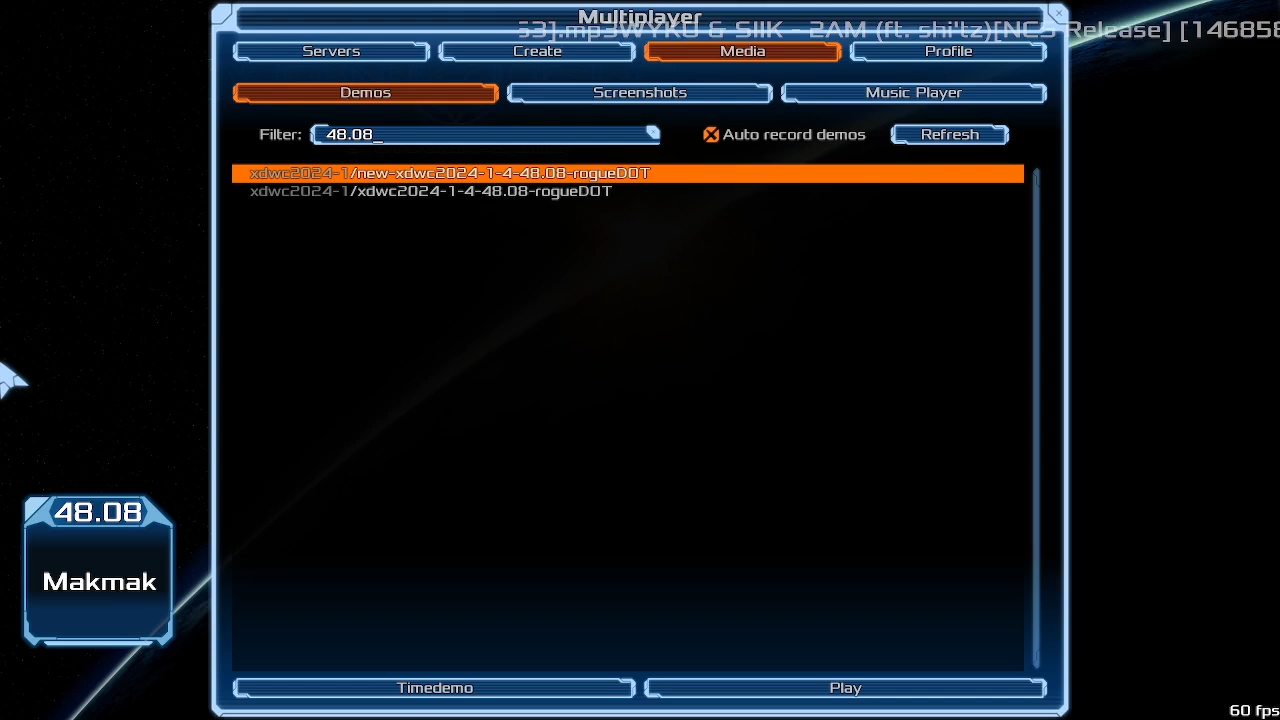 Multiplayer
53].mp3WYKO & SIIK - 2AM (ft. shi'tz)[NCS Release] [146858
Servers Create Media Profile
Demos Screenshots Music Player
Filter: 48.08_ Auto record demos Refresh
xdwc2024-1/new-xdwc2024-1-4-48.08-rogueDOT
xdwc2024-1/xdwc2024-1-4-48.08-rogueDOT
48.08
Makmak
Timedemo Play
60 fps